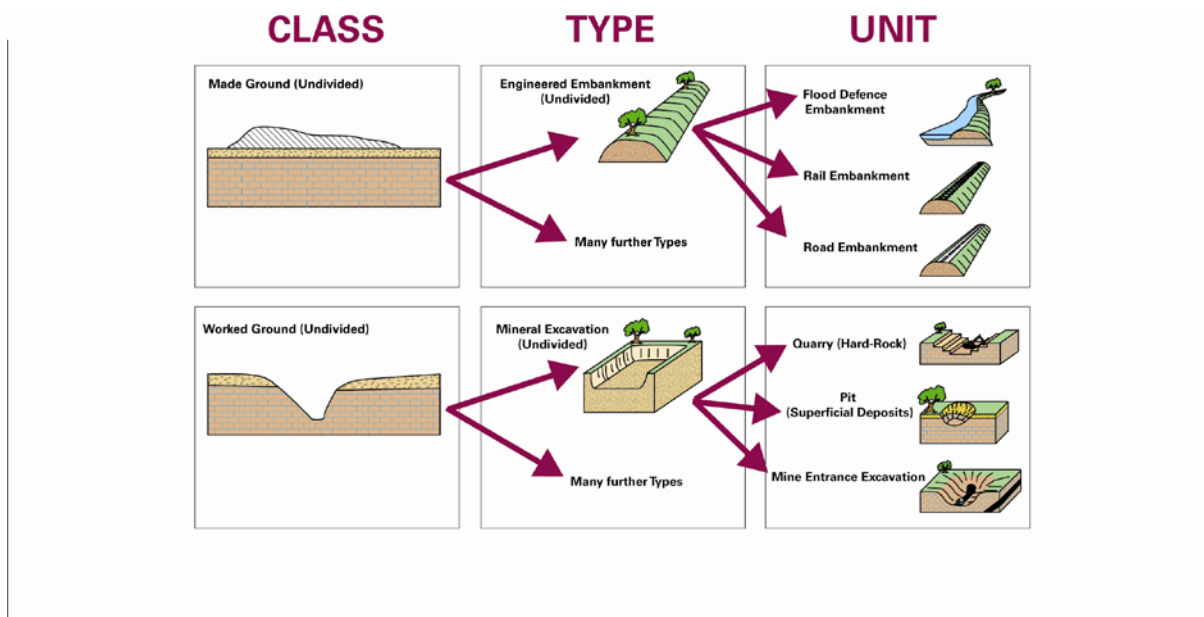 CLASS
TYPE
UNIT
Made Ground (Undivided)
Engineered Embankment
(Undivided)
Many further Types
Flood Defence
Embankment
Rail Embankment
Road Embankment
Worked Ground (Undivided)
Mineral Excavation
(Undivided)
Many further Types
Quarry (Hard-Rock)
Pit
(Superficial Deposits)
Mine Entrance Excavation